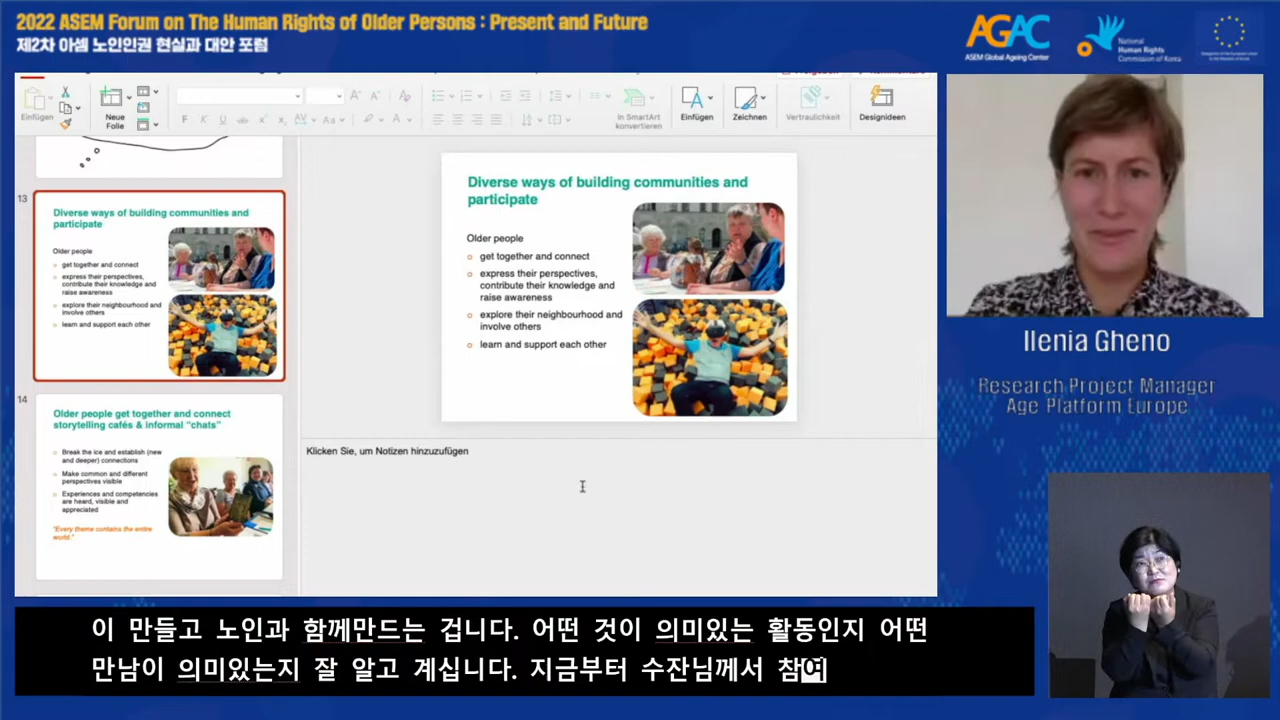 2022 ASEM Forum on The Human Rights of Older Persons : Present and Future
제2차 아셈 노인인권 현실과 대안 포럼
AGAC
ASEM Global Ageing Center
National
Human Rights
Commission of Korea
Einfügen
Neue
Folie
F K U
In SmartArt
konvertieren
Einfügen
Zeichnen
Vertraulichkeit
Designideen
13
Diverse ways of building communities and
participate
Older people
get together and connect
express their perspectives,
contribute their knowledge and
raise awareness
explore their neighbourhood and
involve others
learn and support each other
14
Older people get together and connect
storytelling cafés & informal “chats”
Break the ice and establish (new
and deeper) connections
Make common and different
perspectives visible
Experiences and competencies
are heard, visible and
appreciated
"Every theme contains the entire
world."
Diverse ways of building communities and
participate
Older people
get together and connect
express their perspectives,
contribute their knowledge and
raise awareness
explore their neighbourhood and
involve others
learn and support each other
Klicken Sie, um Notizen hinzuzufügen
Ilenia Gheno
Research Project Manager
Age Platform Europe
이 만들고 노인과 함께만드는 겁니다. 어떤 것이 의미있는 활동인지 어떤
만남이 의미있는지 잘 알고 계십니다. 지금부터 수잔님께서 참여